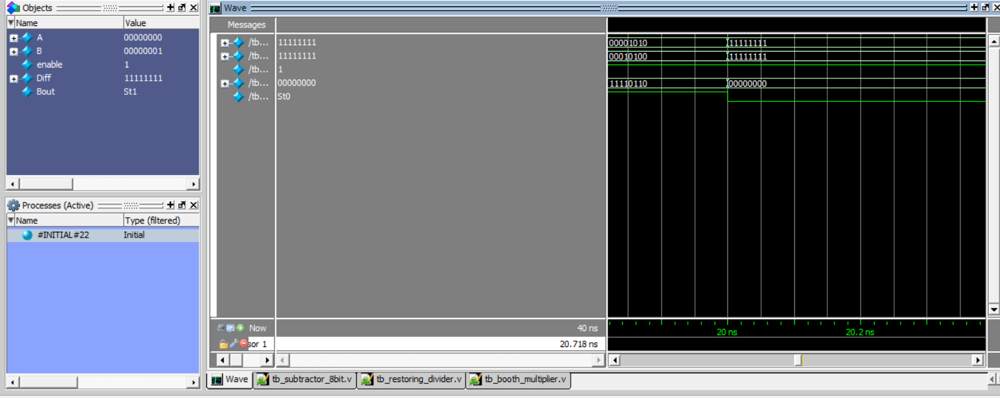 Objects
Name Value
A 00000000
B 00000001
enable 1
Diff 11111111
Bout St1
Processes (Active)
Name Type (filtered)
#INITIAL#22 Initial
Wave
Messages
/tb... 11111111 00001010 11111111
/tb... 11111111 00010100 11111111
/tb... 1
/tb... 00000000 11110110 00000000
/tb... St0
Now 40 ns 20 ns 20.2 ns
sor 1 20.718 ns
Wave tb_subtractor_8bit.v tb_restoring_divider.v tb_booth_multiplier.v